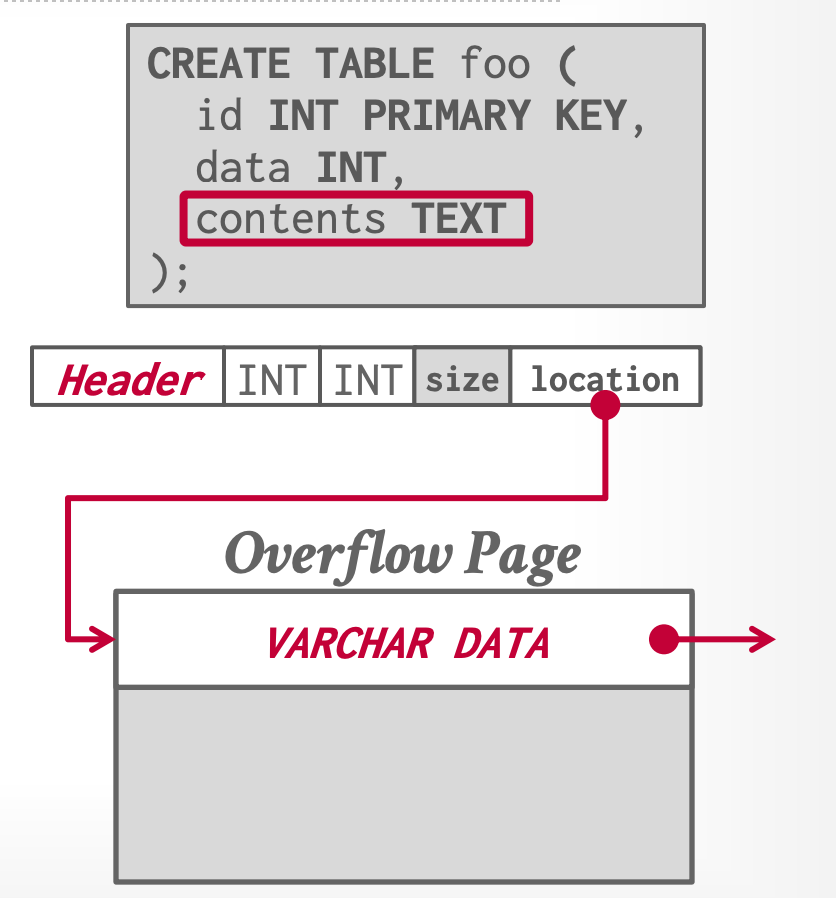 CREATE TABLE foo (
id INT PRIMARY KEY,
data INT,
contents TEXT
);
Header INT INT size location
Overflow Page
VARCHAR DATA